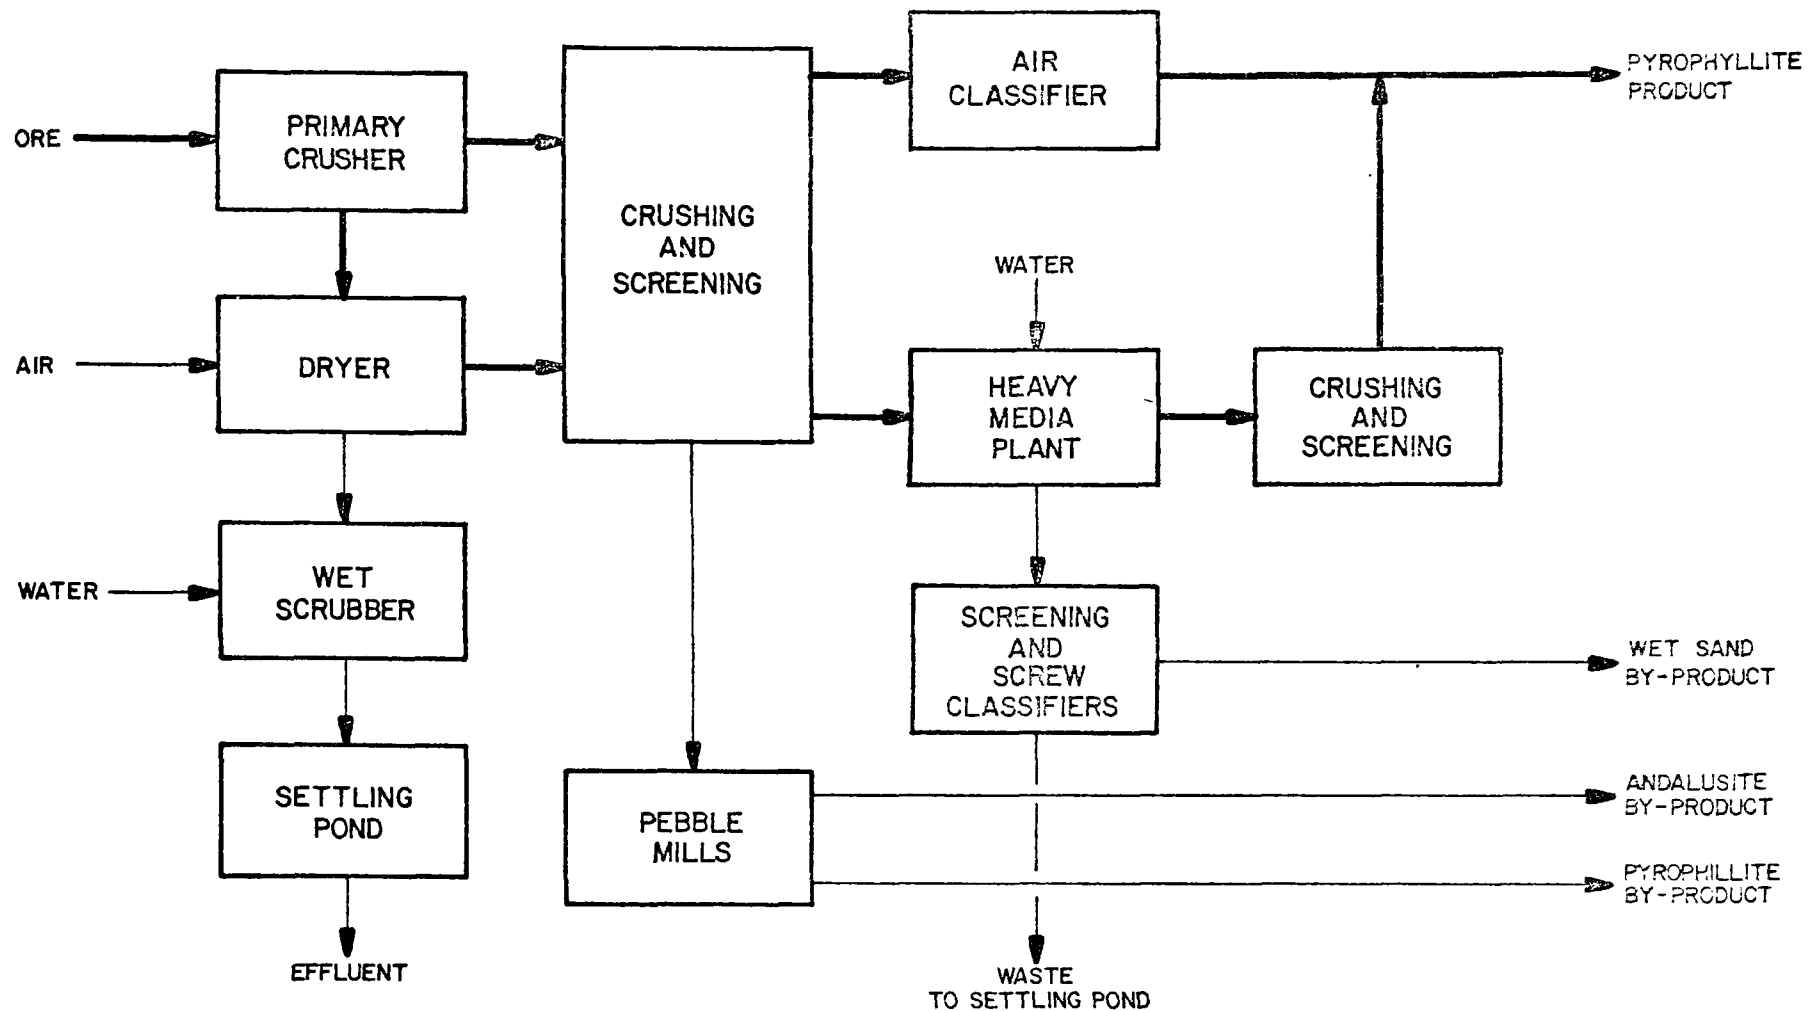 ORE
PRIMARY
CRUSHER
AIR
DRYER
WATER
WET
SCRUBBER
SETTLING
POND
EFFLUENT
CRUSHING
AND
SCREENING
PEBBLE
MILLS
AIR
CLASSIFIER
WATER
HEAVY
MEDIA
PLANT
CRUSHING
AND
SCREENING
SCREENING
AND
SCREW
CLASSIFIERS
WASTE
TO SETTLING POND
PYROPHYLLITE
PRODUCT
WET SAND
BY-PRODUCT
ANDALUSITE
BY-PRODUCT
PYROPHILLITE
BY-PRODUCT